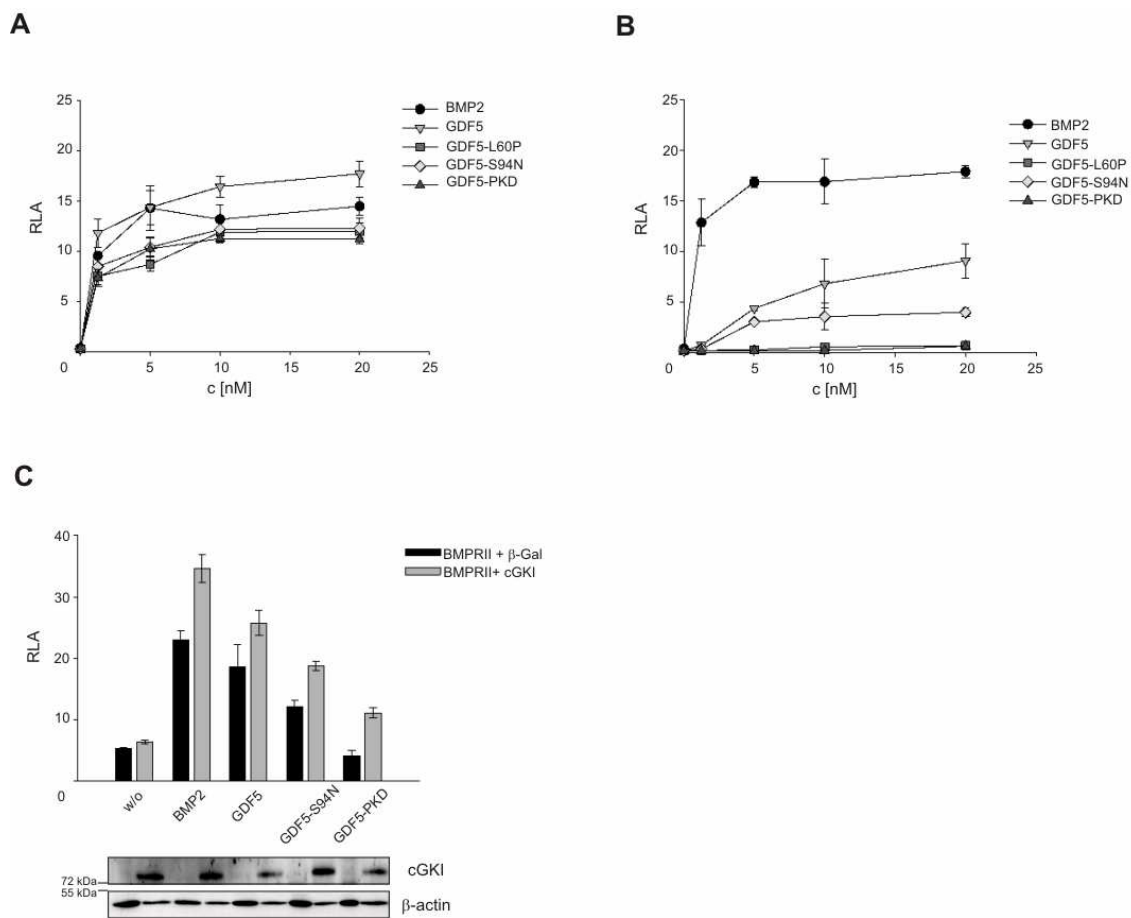 A
25
20
15
10
5
0
5
10
15
20
25
RLA
c [nM]
BMP2
GDF5
GDF5-L60P
GDF5-S94N
GDF5-PKD
B
25
20
15
10
5
0
5
10
15
20
25
RLA
c [nM]
BMP2
GDF5
GDF5-L60P
GDF5-S94N
GDF5-PKD
C
40
30
20
10
0
RLA
BMPRII + β-Gal
BMPRII+ cGKI
w/o
BMP2
GDF5
GDF5-S94N
GDF5-PKD
cGKI
72 kDa
55 kDa
β-actin